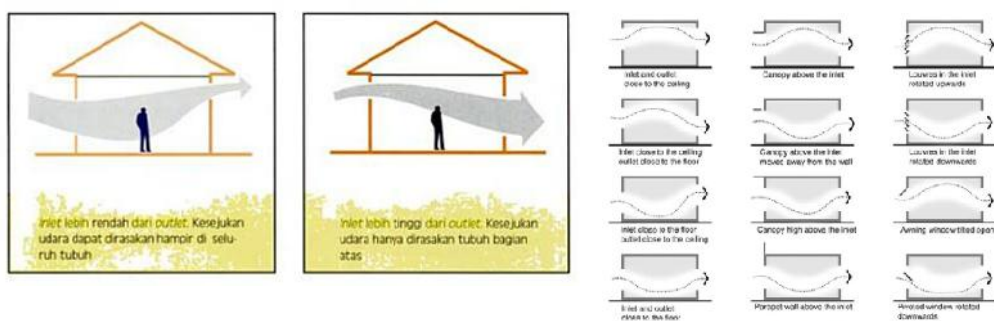 Inlet lebih rendah dari outlet. Kesejukan
udara dapat dirasakan hampir di selu-
ruh tubuh
Inlet lebih tinggi dari outlet. Kesejukan
udara hanya dirasakan tubuh bagian
atas
Inlet and outlet
close to the ceiling
Canopy above the inlet
Louvres in the inlet
rotated upwards
Inlet close to the ceiling
outlet close to the floor
Canopy above the inlet
moved away from the wall
Louvres in the inlet
rotated downwards
Inlet close to the floor
outlet close to the ceiling
Canopy high above the inlet
Awning window tilted open
Inlet and outlet
close to the floor
Parapet wall above the inlet
window rotated
downwards